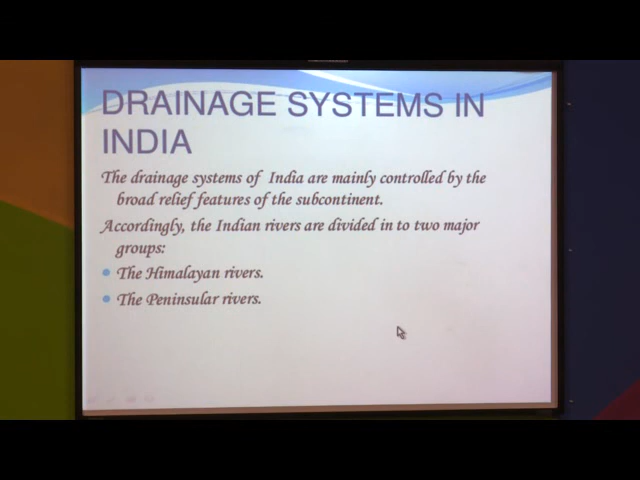 DRAINAGE SYSTEMS IN
INDIA
The drainage systems of India are mainly controlled by the
broad relief features of the subcontinent.
Accordingly, the Indian rivers are divided in to two major
groups:
The Himalayan rivers.
The Peninsular rivers.